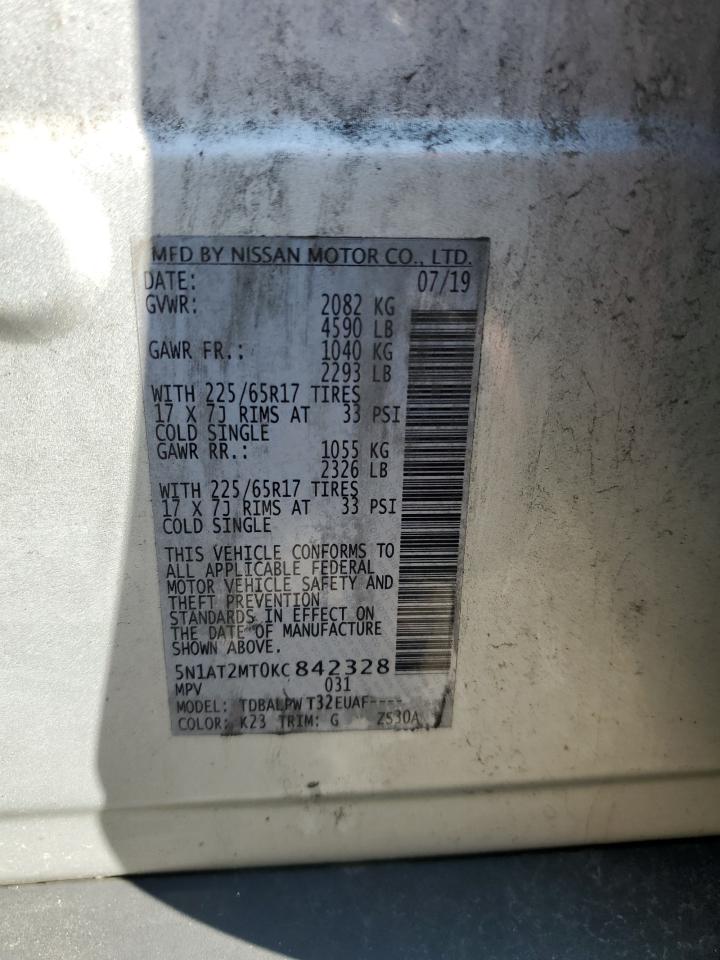 MFD BY NISSAN MOTOR CO., LTD.
DATE: 07/19
GVWR: 2082 KG
4590 LB
GAWR FR.: 1040 KG
2293 LB
WITH 225/65R17 TIRES
17 X 7J RIMS AT 33 PSI
COLD SINGLE
GAWR RR.: 1055 KG
2326 LB
WITH 225/65R17 TIRES
17 X 7J RIMS AT 33 PSI
COLD SINGLE
THIS VEHICLE CONFORMS TO
ALL APPLICABLE FEDERAL
MOTOR VEHICLE SAFETY AND
THEFT PREVENTION
STANDARDS IN EFFECT ON
THE DATE OF MANUFACTURE
SHOWN ABOVE.
5N1AT2MT0KC842328
MPV 031
MODEL: TDBALPW T32EUAF----
COLOR: K23 TRIM: G ZS30A